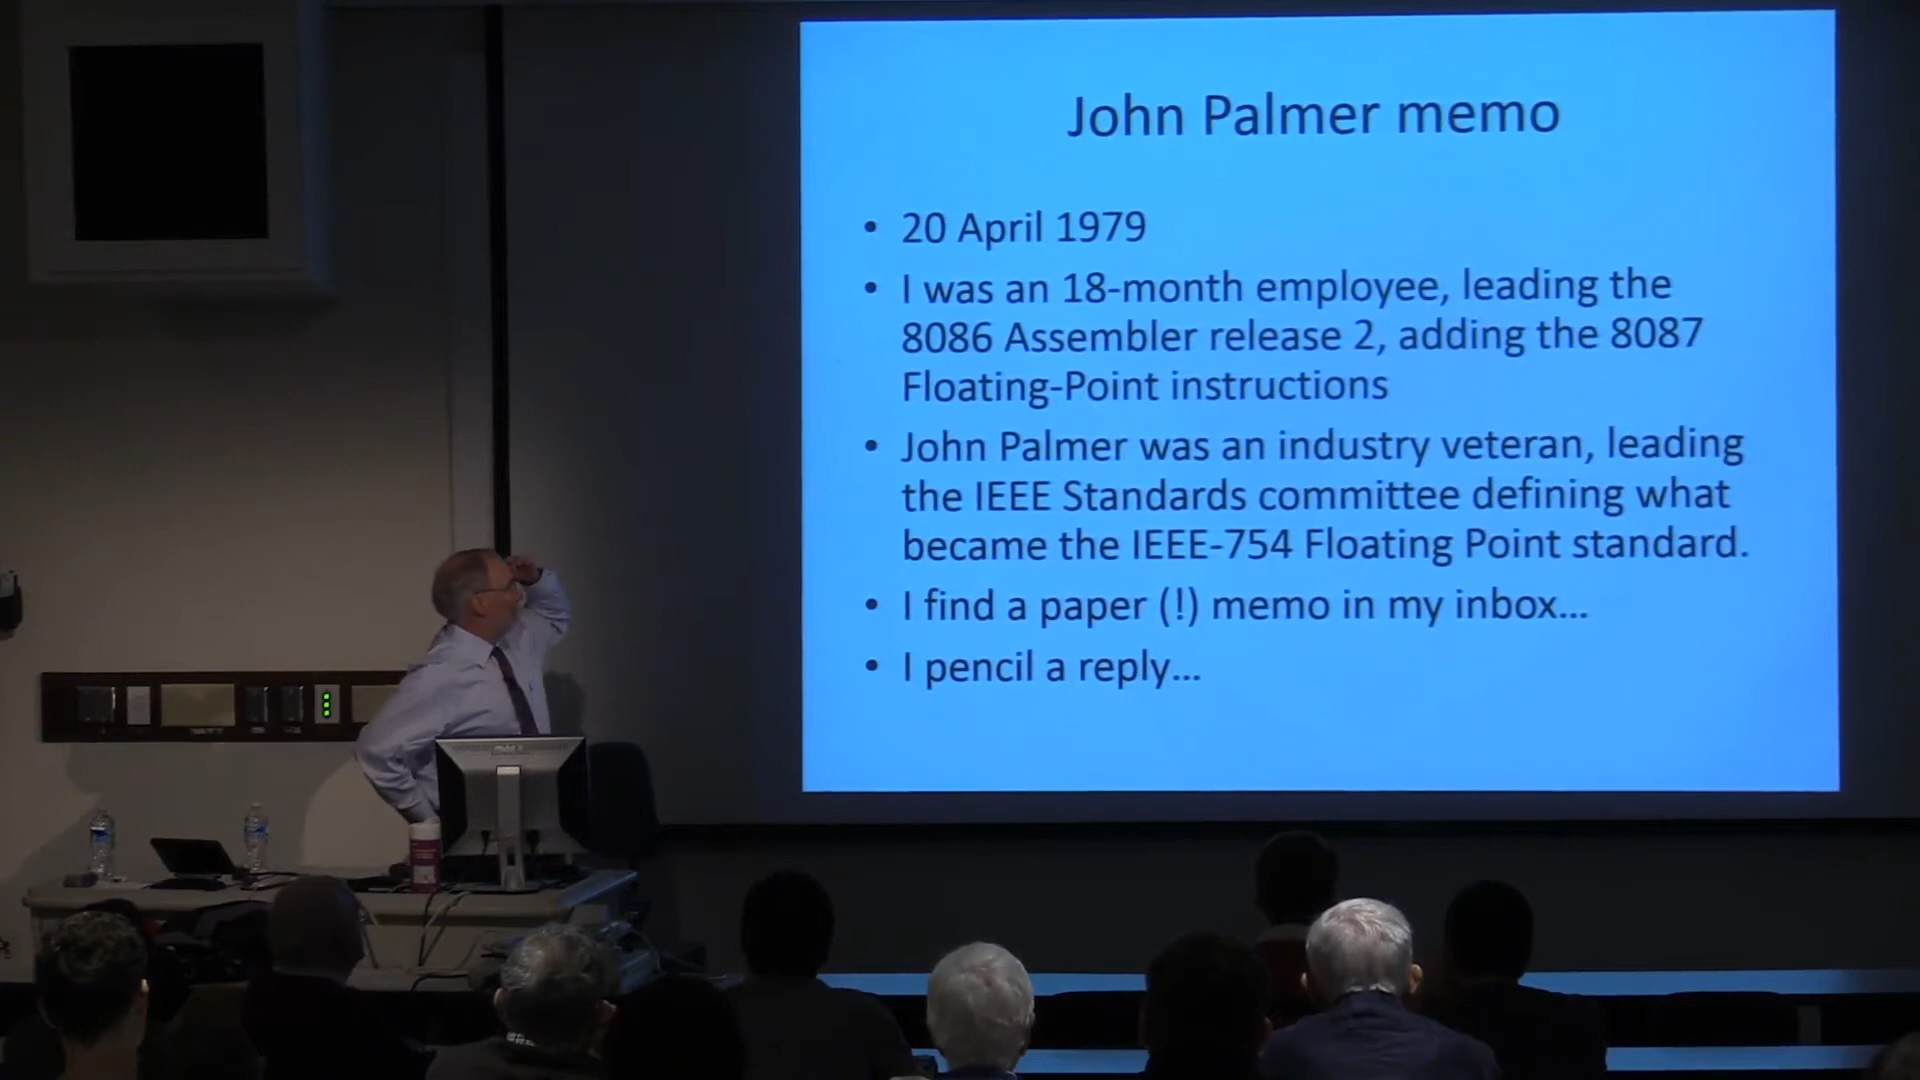 John Palmer memo
• 20 April 1979
• I was an 18-month employee, leading the
8086 Assembler release 2, adding the 8087
Floating-Point instructions
• John Palmer was an industry veteran, leading
the IEEE Standards committee defining what
became the IEEE-754 Floating Point standard.
• I find a paper (!) memo in my inbox...
• I pencil a reply...